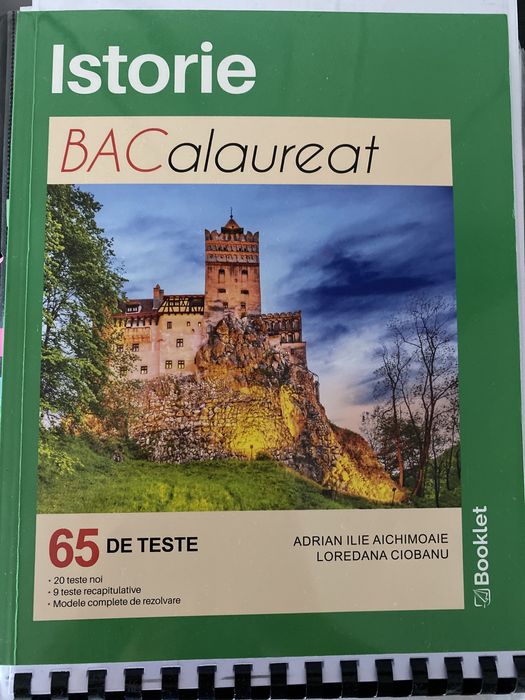 Istorie
BACalaureat
65 DE TESTE
• 20 teste noi
• 9 teste recapitulative
• Modele complete de rezolvare
ADRIAN ILIE AICHIMOAIE
LOREDANA CIOBANU
Booklet